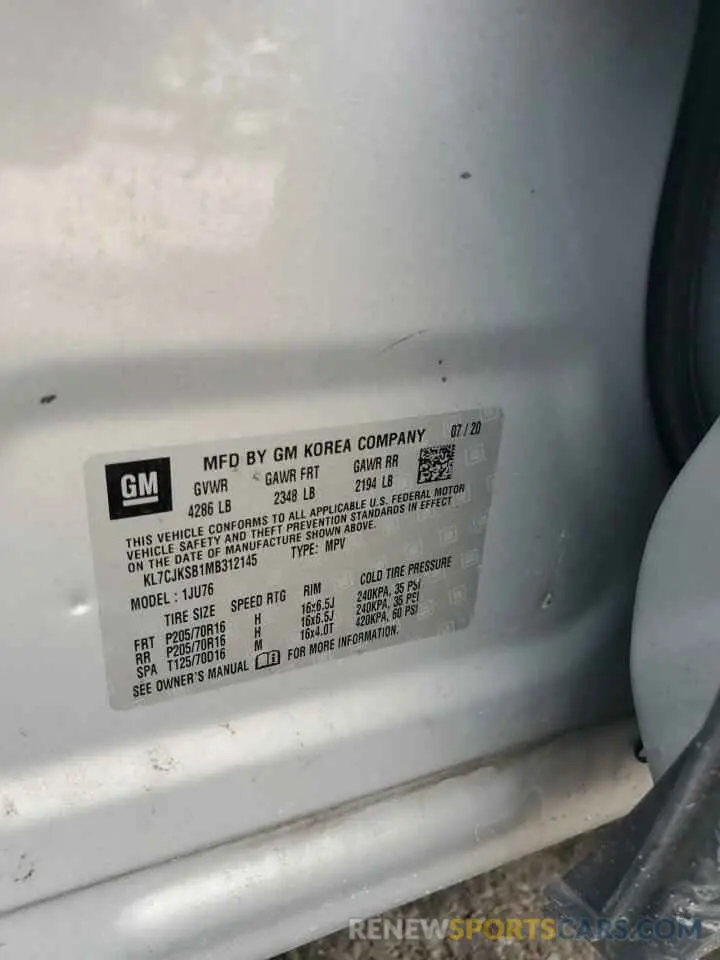 GM
MFD BY GM KOREA COMPANY 07/20
GVWR GAWR FRT GAWR RR
4286 LB 2348 LB 2194 LB
THIS VEHICLE CONFORMS TO ALL APPLICABLE U.S. FEDERAL MOTOR
VEHICLE SAFETY AND THEFT PREVENTION STANDARDS IN EFFECT
ON THE DATE OF MANUFACTURE SHOWN ABOVE.
KL7CJKSB1MB312145 TYPE: MPV
MODEL : 1JU76
TIRE SIZE SPEED RTG RIM COLD TIRE PRESSURE
FRT P205/70R16 H 16x6.5J 240KPA, 35 PSI
RR P205/70R16 H 16x6.5J 240KPA, 35 PSI
SPA T125/70D16 M 16x4.0T 420KPA, 60 PSI
SEE OWNER'S MANUAL FOR MORE INFORMATION.
RENEWSPORTSCARS.COM